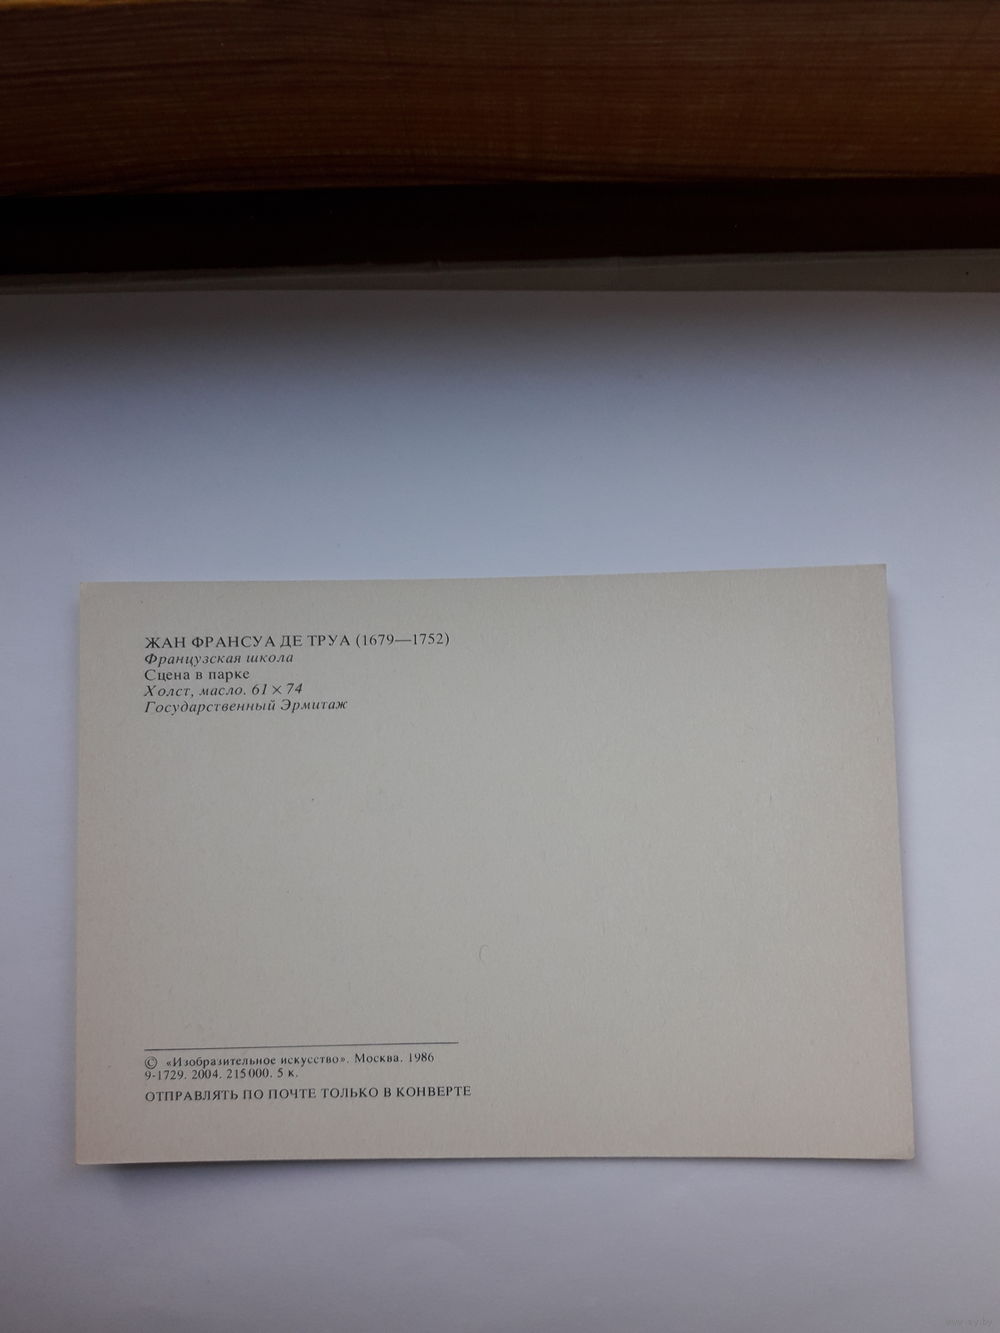 ЖАН ФРАНСУА ДЕ ТРУА (1679—1752)
Французская школа
Сцена в парке
Холст, масло. 61 × 74
Государственный Эрмитаж
© «Изобразительное искусство». Москва. 1986
9-1729. 2004. 215 000. 5 к.
ОТПРАВЛЯТЬ ПО ПОЧТЕ ТОЛЬКО В КОНВЕРТЕ